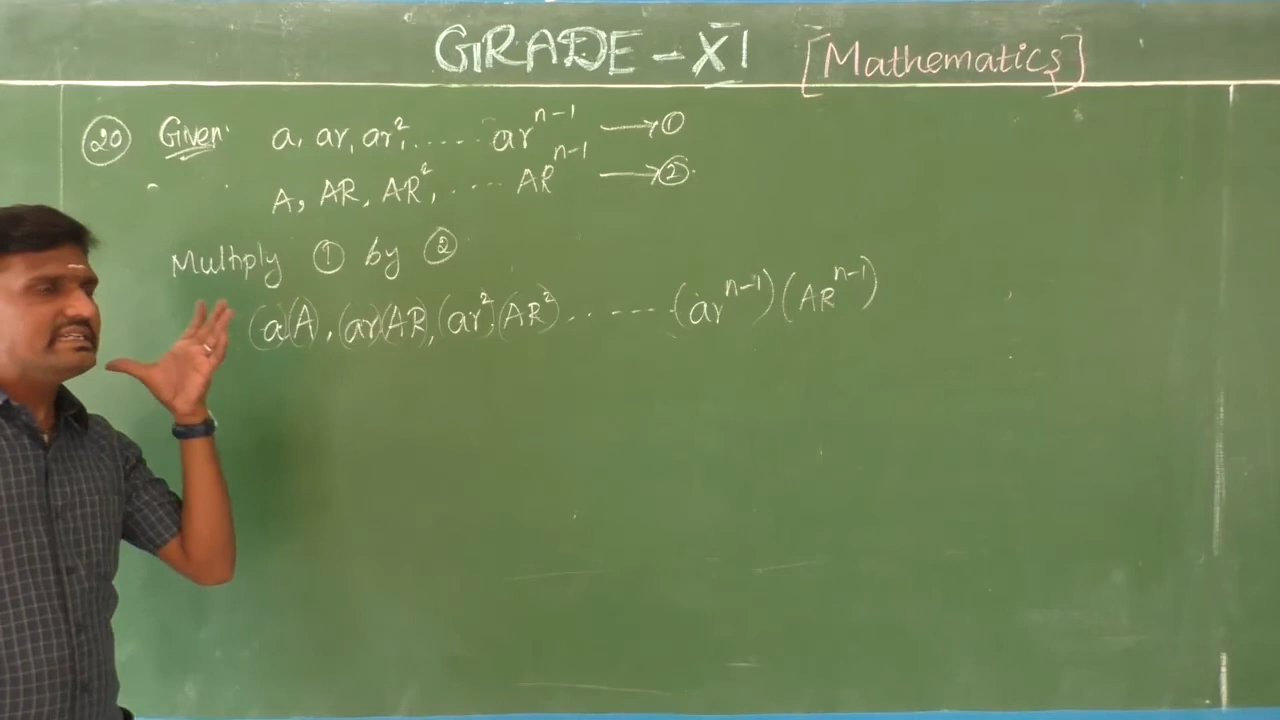 GRADE - XI [Mathematics]
20 Given: a, ar, ar², ..... arⁿ⁻¹ → ①
A, AR, AR², .... ARⁿ⁻¹ → ②.
Multiply ① by ②
(a)(A), (ar)(AR), (ar²)(AR²) ....... (arⁿ⁻¹)(ARⁿ⁻¹)